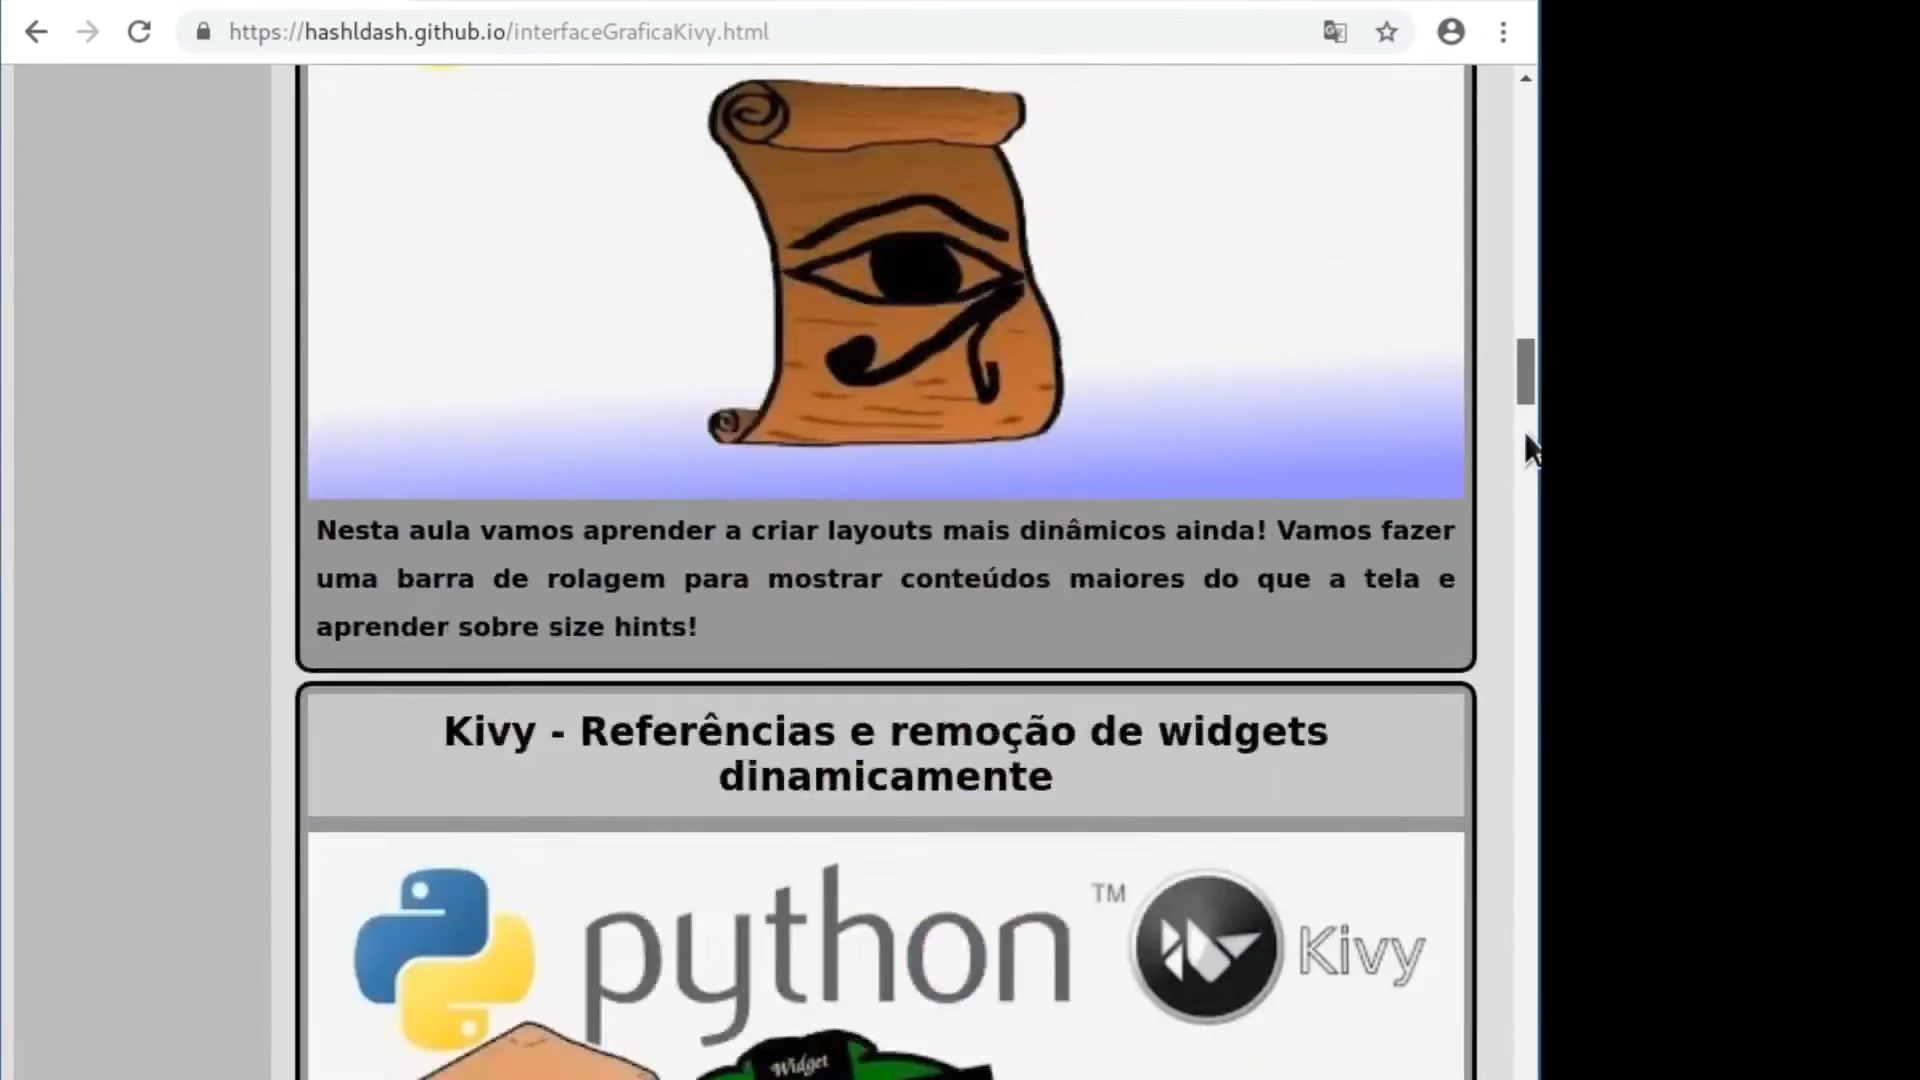 https://hashldash.github.io/interfaceGraficaKivy.html
Nesta aula vamos aprender a criar layouts mais dinâmicos ainda! Vamos fazer
uma barra de rolagem para mostrar conteúdos maiores do que a tela e
aprender sobre size hints!
Kivy - Referências e remoção de widgets
dinamicamente
python TM Kivy
Widget